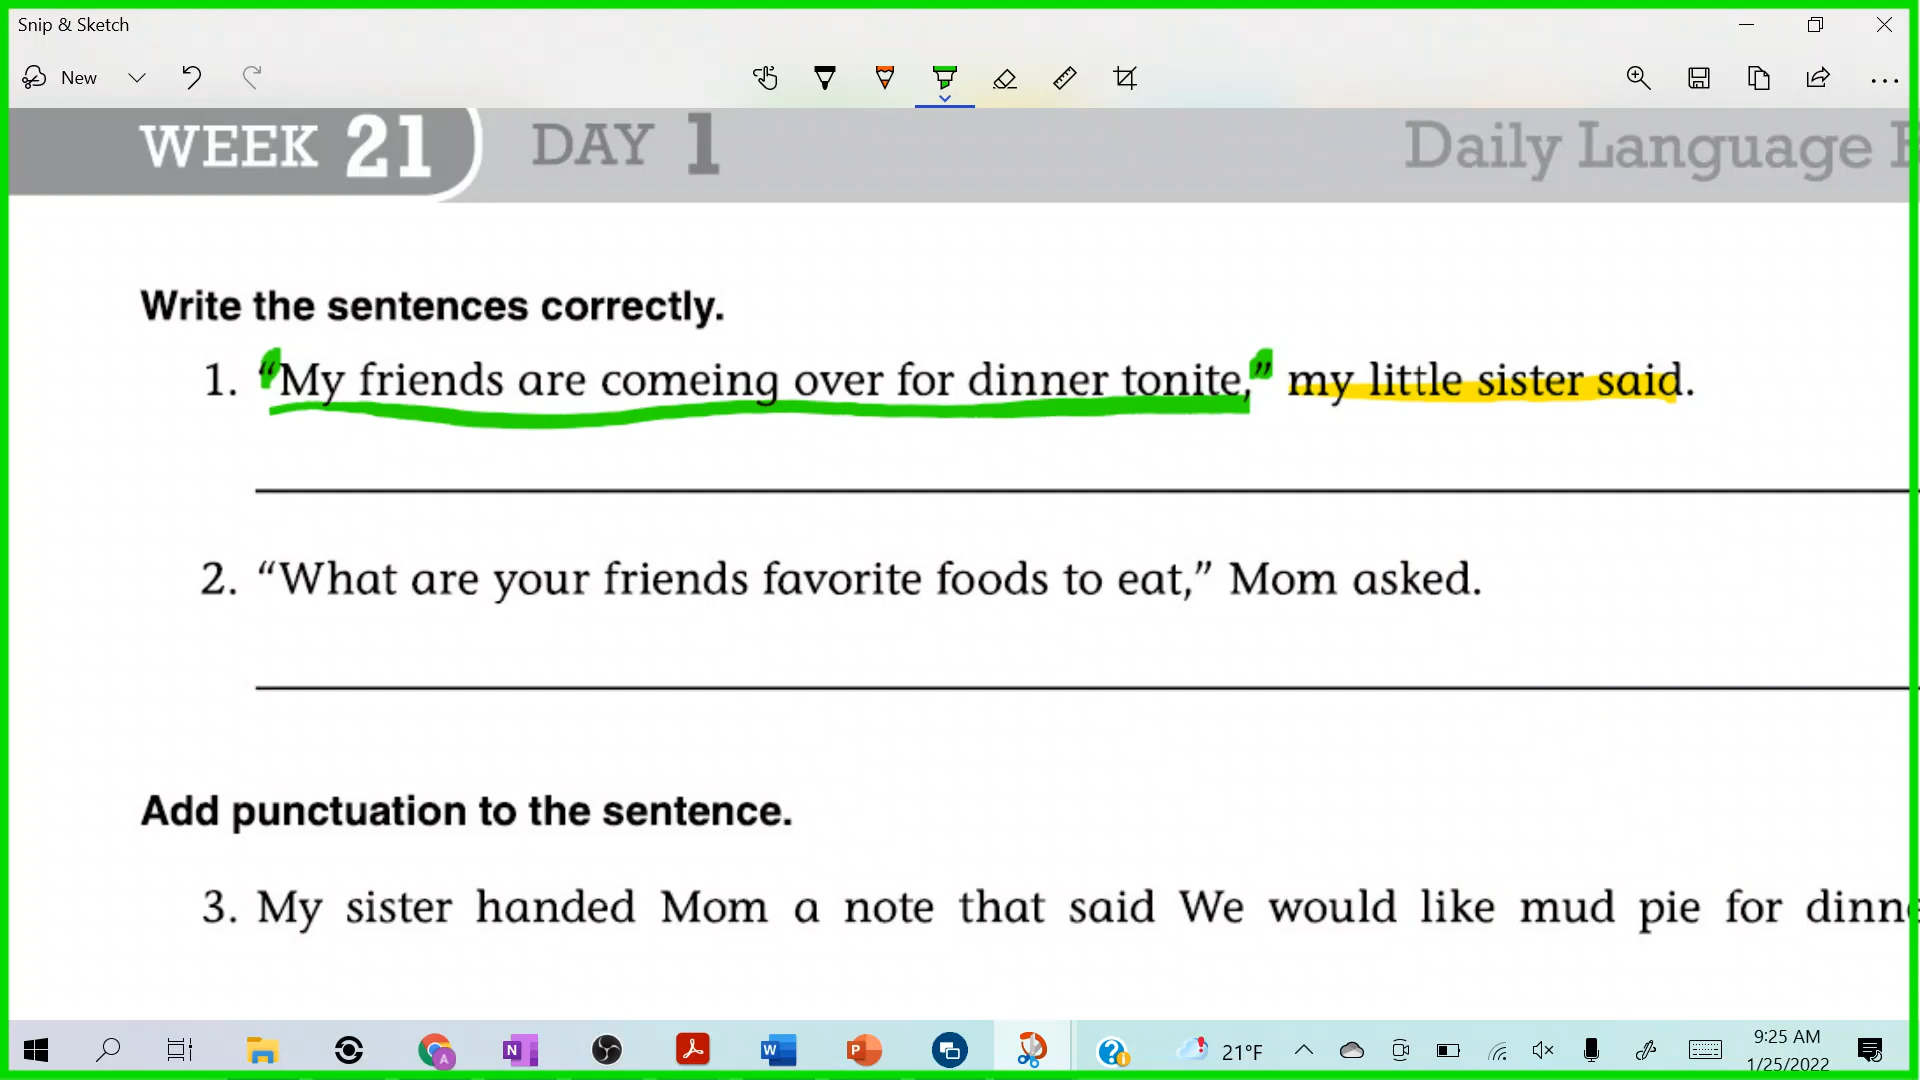 Snip & Sketch
New
WEEK 21 DAY 1 Daily Language
Write the sentences correctly.
1. “My friends are comeing over for dinner tonite,” my little sister said.
2. “What are your friends favorite foods to eat,” Mom asked.
Add punctuation to the sentence.
3. My sister handed Mom a note that said We would like mud pie for dinne
21°F 9:25 AM
1/25/2022